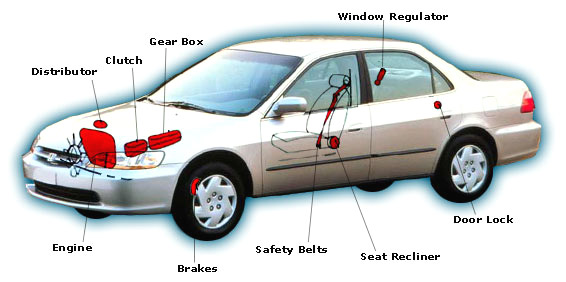 Window Regulator
Gear Box
Clutch
Distributor
Door Lock
Engine
Safety Belts
Seat Recliner
Brakes